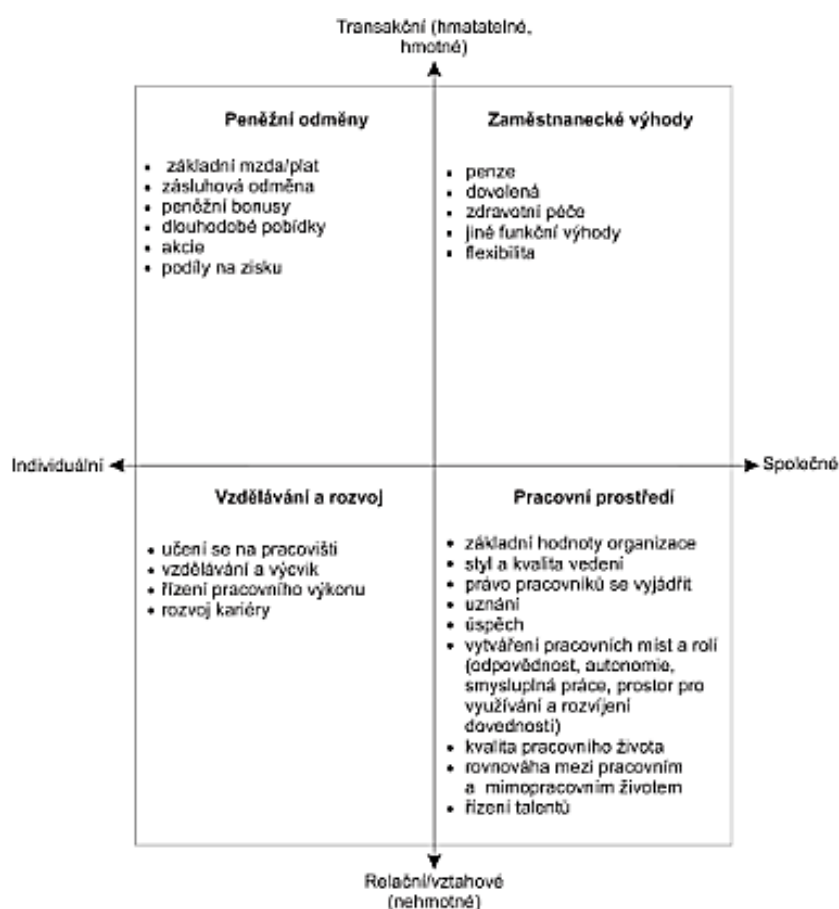 Transakční (hmatatelné,
hmotné)
Peněžní odměny
• základní mzda/plat
• zásluhová odměna
• peněžní bonusy
• dlouhodobé pobídky
• akcie
• podíly na zisku
Zaměstnanecké výhody
• penze
• dovolená
• zdravotní péče
• jiné funkční výhody
• flexibilita
Individuální
Společné
Vzdělávání a rozvoj
• učení se na pracovišti
• vzdělávání a výcvik
• řízení pracovního výkonu
• rozvoj kariéry
Pracovní prostředí
• základní hodnoty organizace
• styl a kvalita vedení
• právo pracovníků se vyjádřit
• uznání
• úspěch
• vytváření pracovních míst a rolí
(odpovědnost, autonomie,
smysluplná práce, prostor pro
využívání a rozvíjení
dovedností)
• kvalita pracovního života
• rovnováha mezi pracovním
a mimopracovním životem
• řízení talentů
Relační/vztahové
(nehmotné)